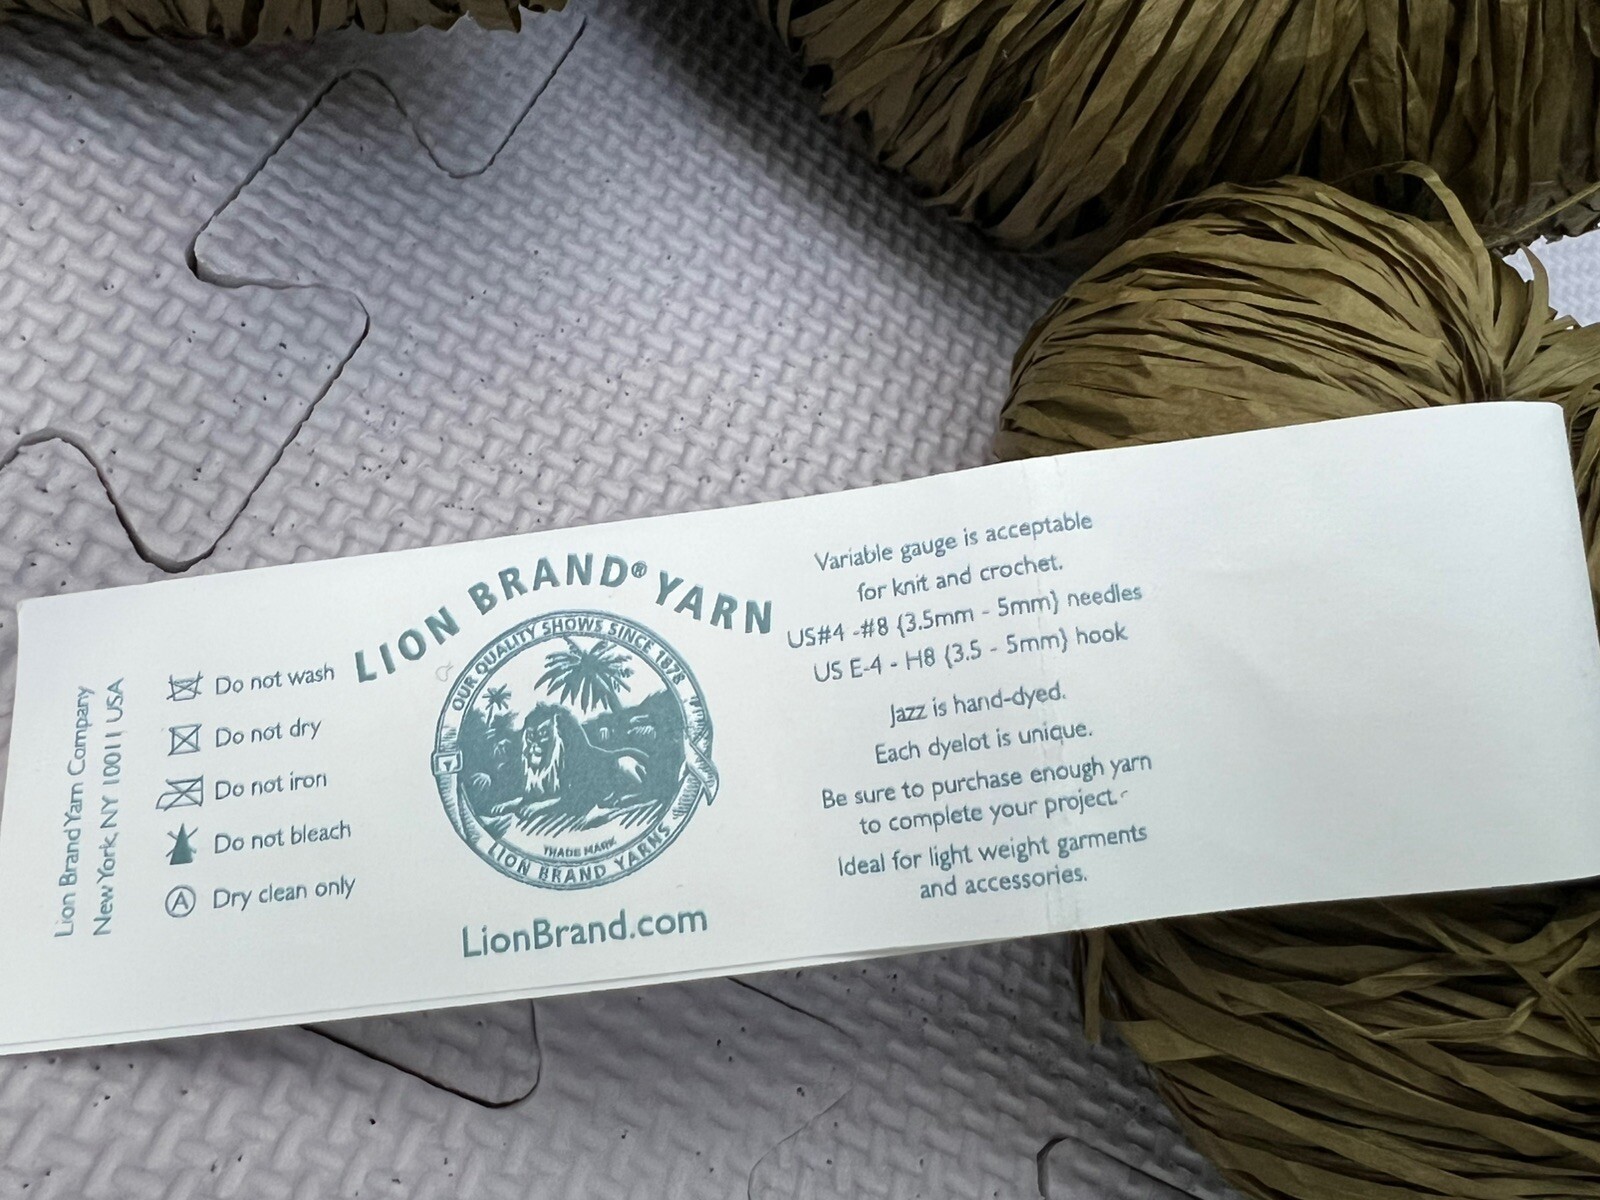 Lion Brand Yarn Company
New York, NY 10011 USA
Do not wash
Do not dry
Do not iron
Do not bleach
A Dry clean only
LION BRAND® YARN
OUR QUALITY SHOWS SINCE 1878
TRADE MARK
LION BRAND YARNS
LionBrand.com
Variable gauge is acceptable
for knit and crochet.
US#4 -#8 {3.5mm - 5mm} needles
US E-4 - H8 {3.5 - 5mm} hook
Jazz is hand-dyed.
Each dyelot is unique.
Be sure to purchase enough yarn
to complete your project.
Ideal for light weight garments
and accessories.